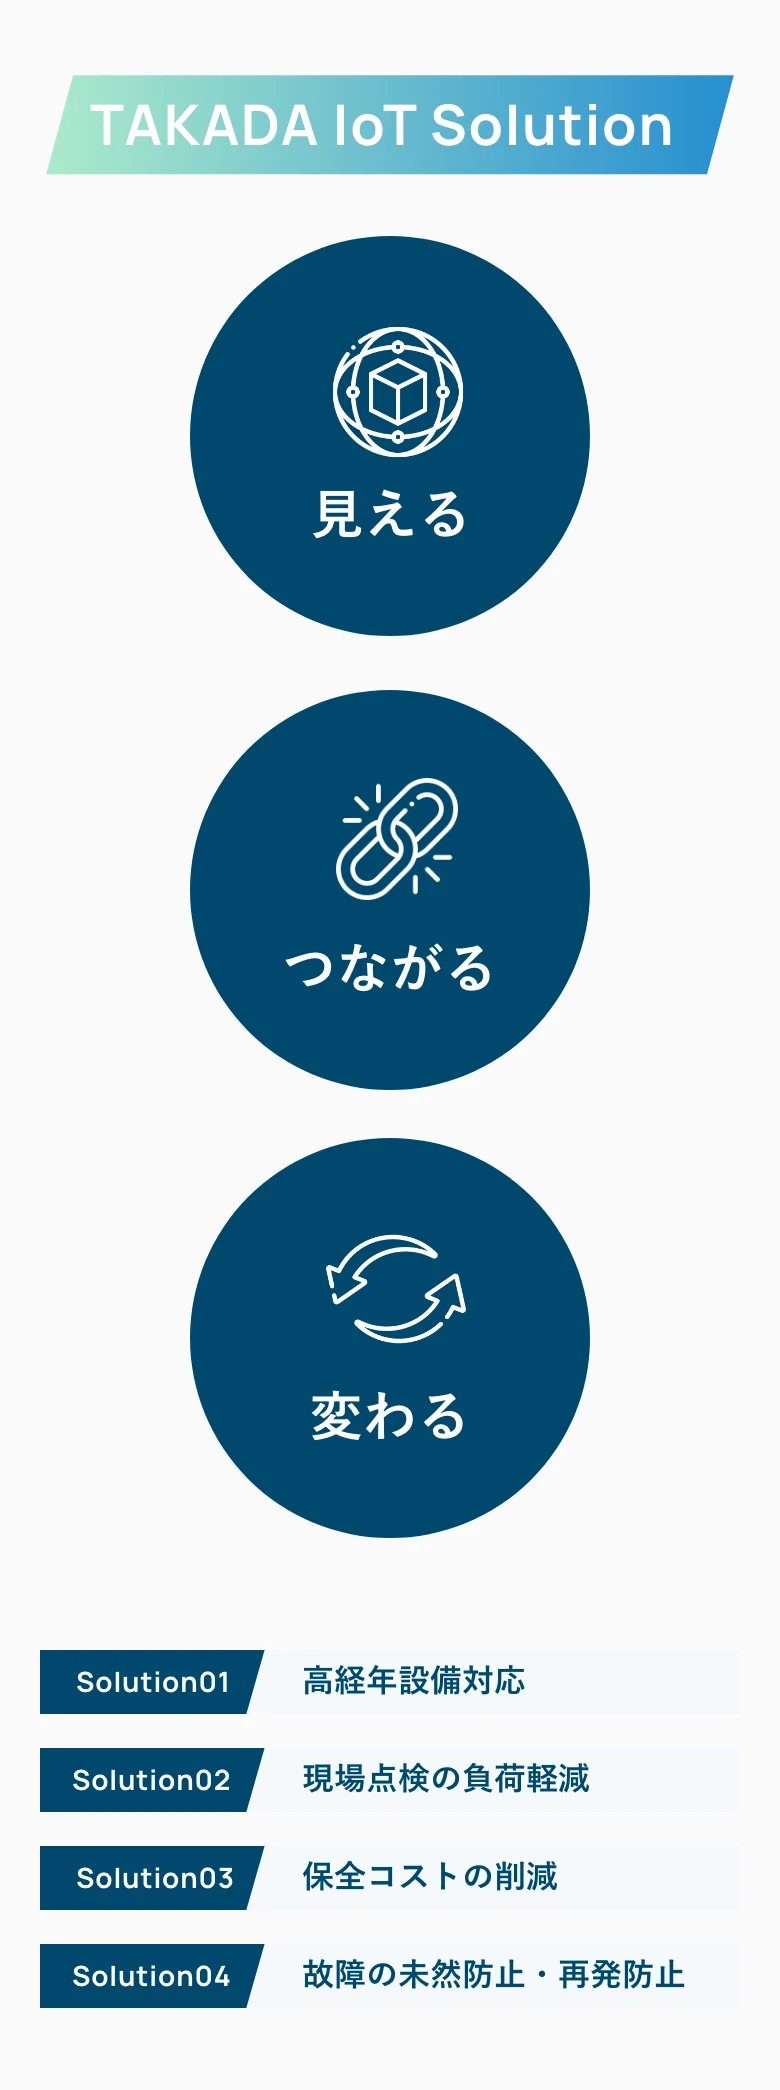 TAKADA IoT Solution
見える
つながる
変わる
Solution01 高経年設備対応
Solution02 現場点検の負荷軽減
Solution03 保全コストの削減
Solution04 故障の未然防止・再発防止